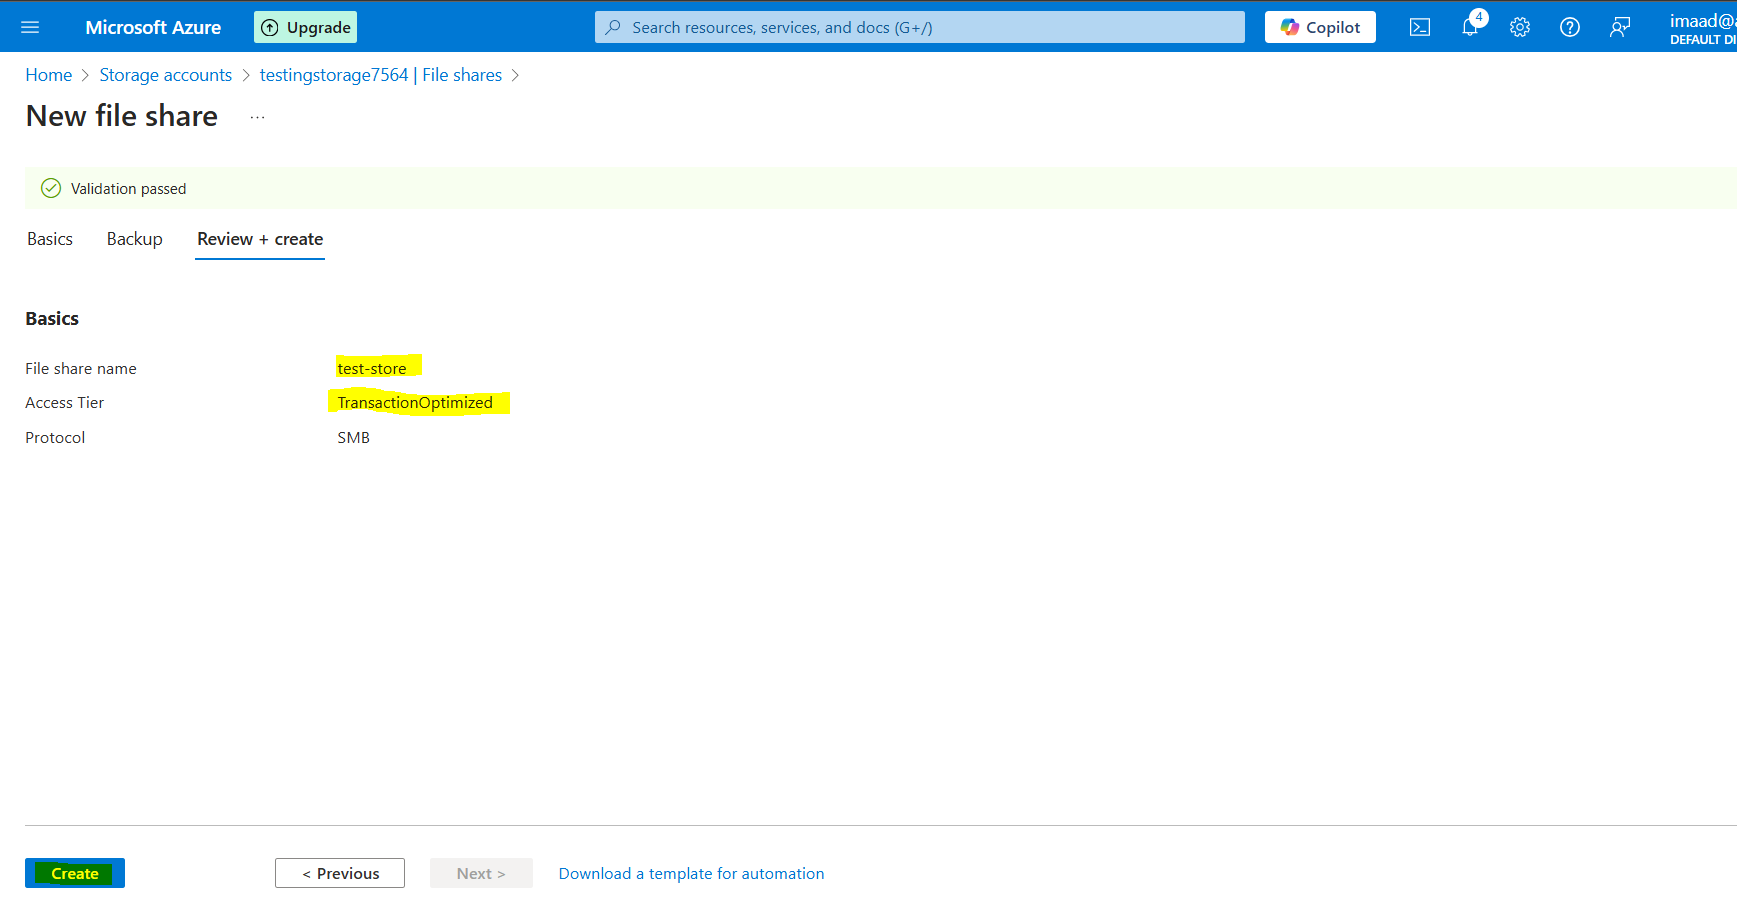 Microsoft Azure
Upgrade
Search resources, services, and docs (G+/)
Copilot
4
imaad@
DEFAULT DI
Home > Storage accounts > testingstorage7564 | File shares >
New file share ...
Validation passed
Basics Backup Review + create
Basics
File share name test-store
Access Tier TransactionOptimized
Protocol SMB
Create < Previous Next > Download a template for automation